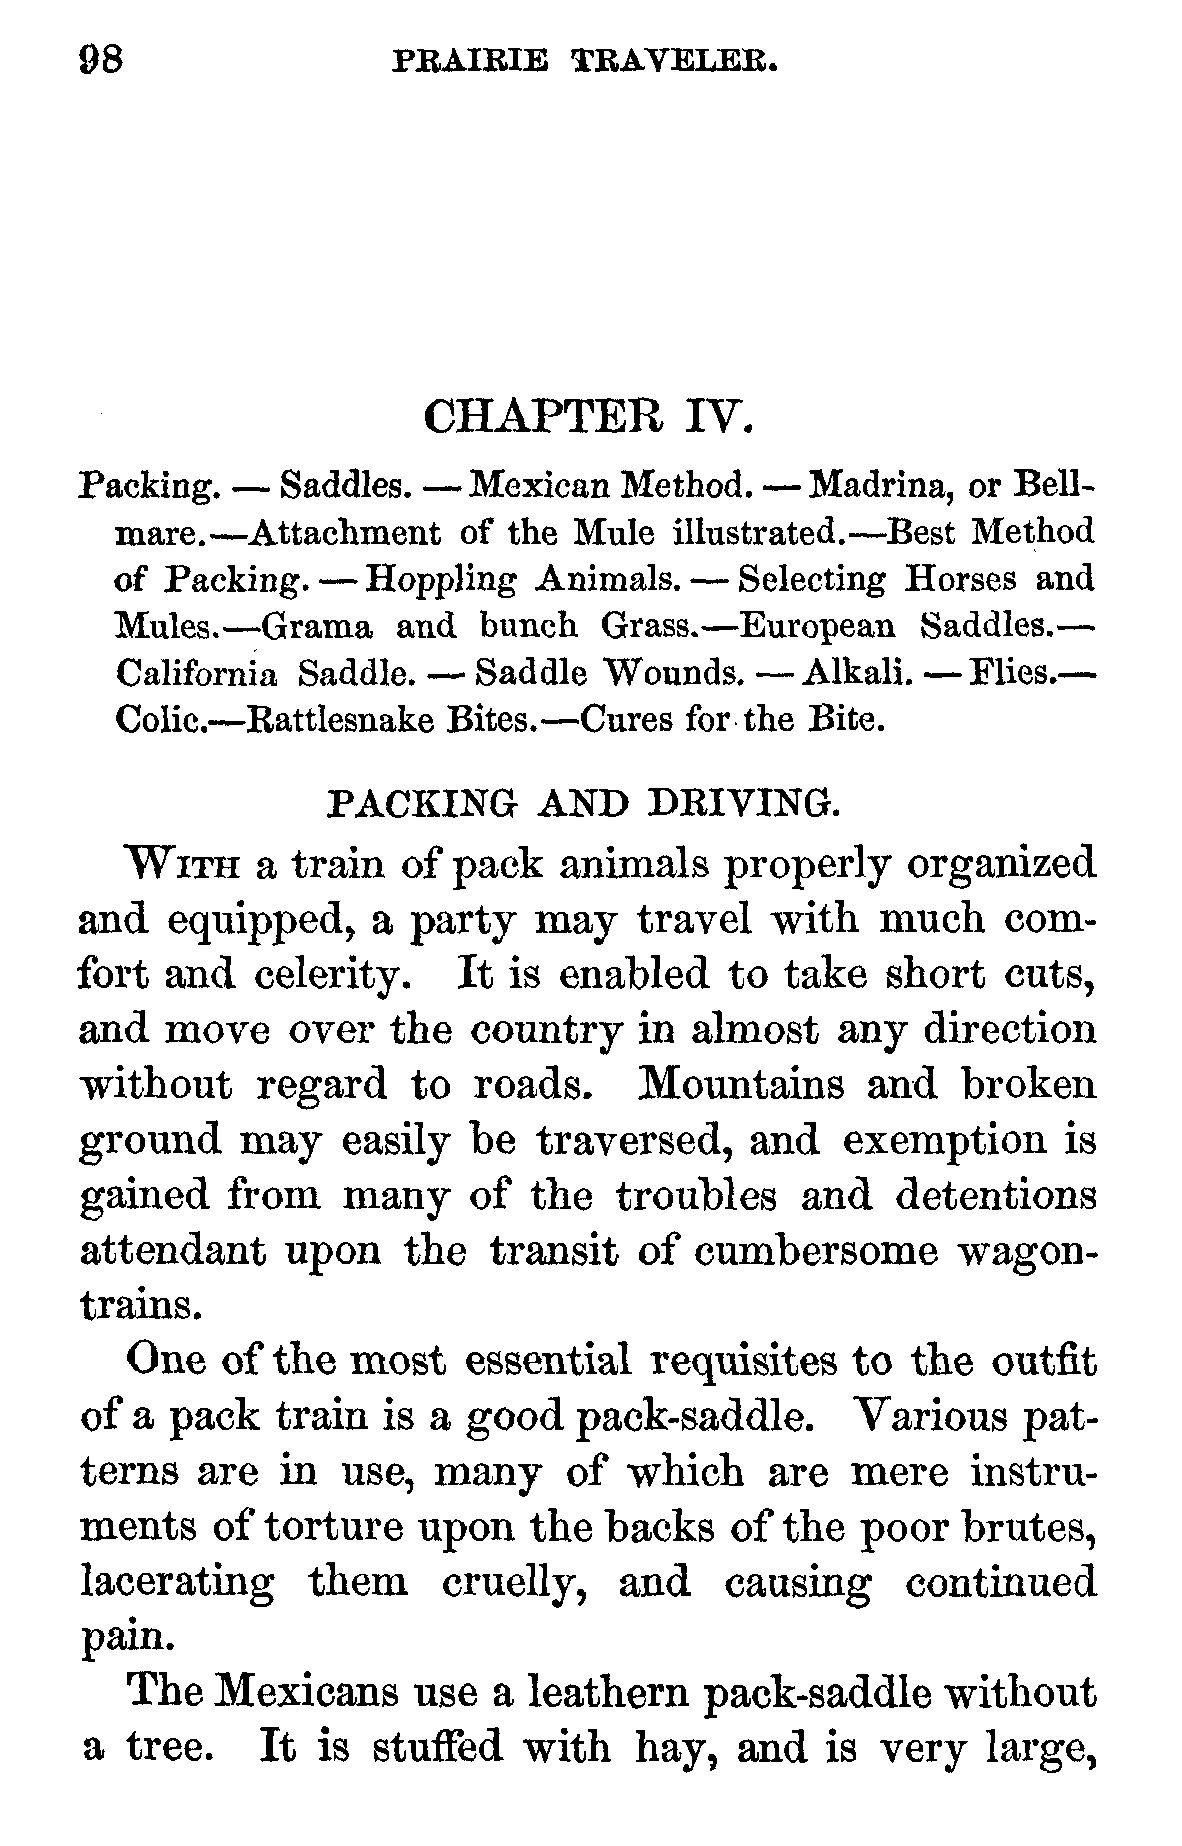 98 PRAIRIE TRAVELER.
CHAPTER IV.
Packing. — Saddles. — Mexican Method. — Madrina, or Bell-
mare.—Attachment of the Mule illustrated.—Best Method
of Packing. — Hoppling Animals. — Selecting Horses and
Mules.—Grama and bunch Grass.—European Saddles.—
California Saddle. — Saddle Wounds. — Alkali. — Flies.—
Colic.—Rattlesnake Bites.—Cures for the Bite.
PACKING AND DRIVING.
WITH a train of pack animals properly organized
and equipped, a party may travel with much com-
fort and celerity. It is enabled to take short cuts,
and move over the country in almost any direction
without regard to roads. Mountains and broken
ground may easily be traversed, and exemption is
gained from many of the troubles and detentions
attendant upon the transit of cumbersome wagon-
trains.
One of the most essential requisites to the outfit
of a pack train is a good pack-saddle. Various pat-
terns are in use, many of which are mere instru-
ments of torture upon the backs of the poor brutes,
lacerating them cruelly, and causing continued
pain.
The Mexicans use a leathern pack-saddle without
a tree. It is stuffed with hay, and is very large,